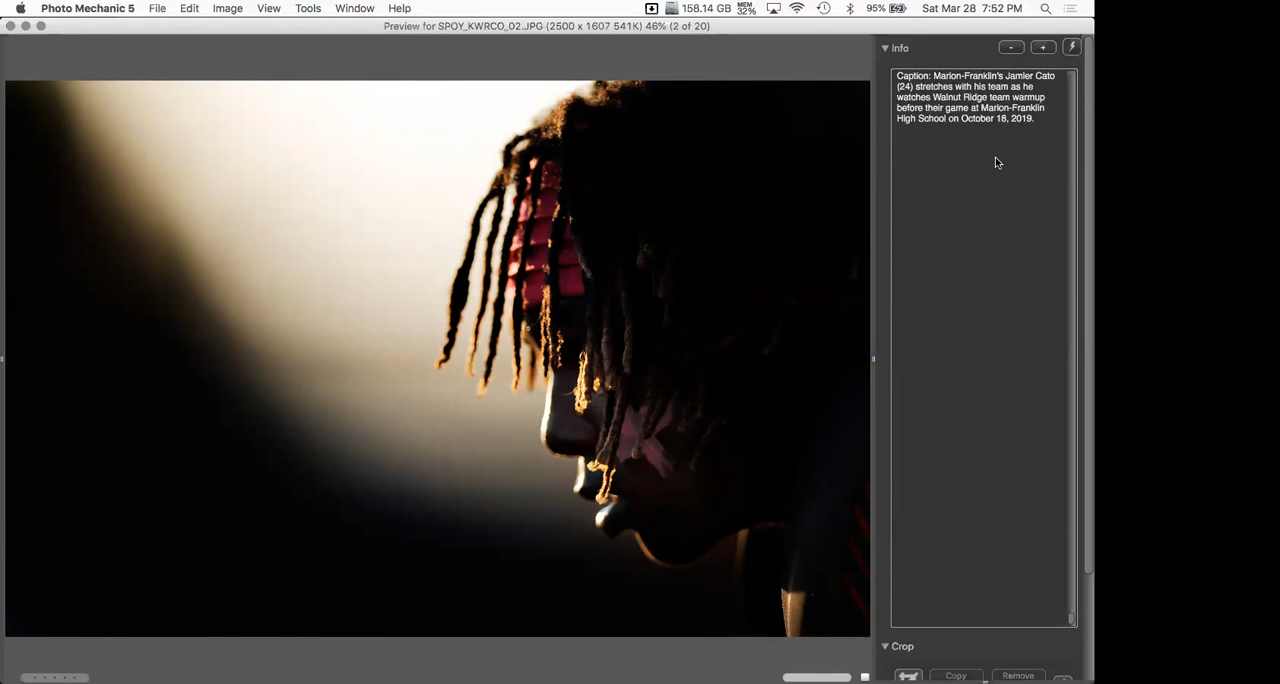 Photo Mechanic 5 File Edit Image View Tools Window Help 158.14 GB MEM 32% 95% Sat Mar 28 7:52 PM
Preview for SPOY_KWRCO_02.JPG (2500 x 1607 541K) 46% (2 of 20)
Info - +
Caption: Marion-Franklin's Jamier Cato
(24) stretches with his team as he
watches Walnut Ridge team warmup
before their game at Marion-Franklin
High School on October 18, 2019.
Crop
Copy Remove